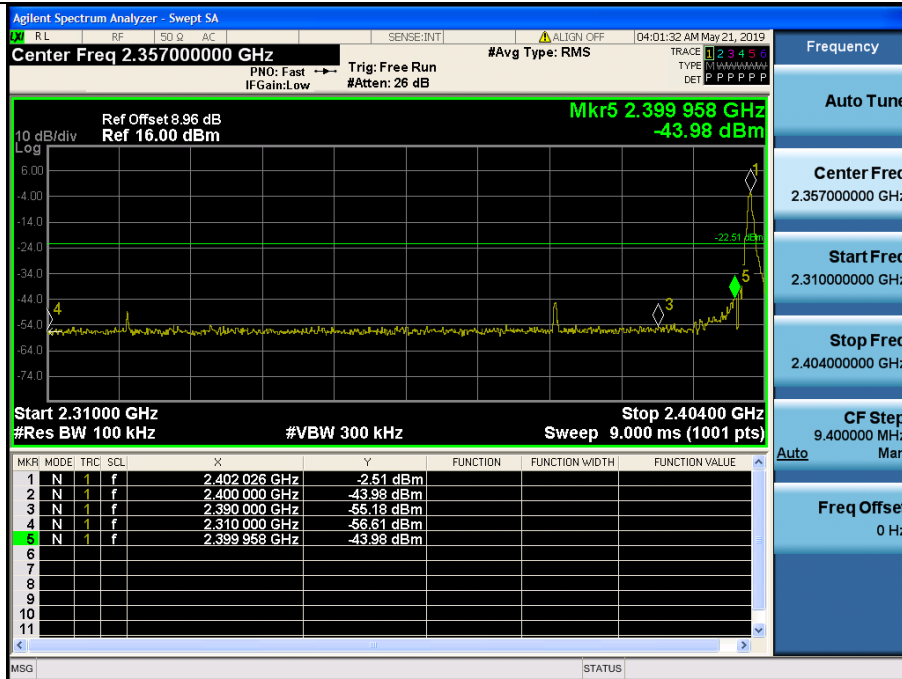 Agilent Spectrum Analyzer - Swept SA
LXI RL RF 50 Ω AC SENSE:INT ALIGN OFF 04:01:32 AM May 21, 2019
Center Freq 2.357000000 GHz #Avg Type: RMS TRACE 1 2 3 4 5 6
PNO: Fast Trig: Free Run TYPE M W W W W W
IFGain:Low #Atten: 26 dB DET P P P P P P
Mkr5 2.399 958 GHz
-43.98 dBm
Ref Offset 8.96 dB
10 dB/div Ref 16.00 dBm
Log
6.00
-4.00
-14.0
-24.0
-34.0
-44.0
-54.0
-64.0
-74.0
1
-22.51 dBm
5
3
4
Start 2.31000 GHz Stop 2.40400 GHz
#Res BW 100 kHz #VBW 300 kHz Sweep 9.000 ms (1001 pts)
MKR MODE TRC SCL X Y FUNCTION FUNCTION WIDTH FUNCTION VALUE
1 N 1 f 2.402 026 GHz -2.51 dBm
2 N 1 f 2.400 000 GHz -43.98 dBm
3 N 1 f 2.390 000 GHz -55.18 dBm
4 N 1 f 2.310 000 GHz -56.61 dBm
5 N 1 f 2.399 958 GHz -43.98 dBm
6
7
8
9
10
11
MSG STATUS
Frequency
Auto Tune
Center Freq
2.357000000 GHz
Start Freq
2.310000000 GHz
Stop Freq
2.404000000 GHz
CF Step
9.400000 MHz
Auto Man
Freq Offset
0 Hz